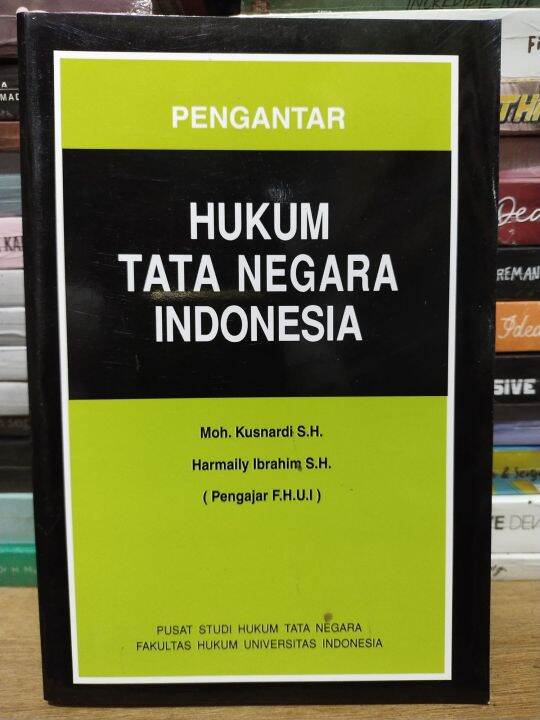 PENGANTAR
HUKUM
TATA NEGARA
INDONESIA
Moh. Kusnardi S.H.
Harmaily Ibrahim S.H.
( Pengajar F.H.U.I )
PUSAT STUDI HUKUM TATA NEGARA
FAKULTAS HUKUM UNIVERSITAS INDONESIA